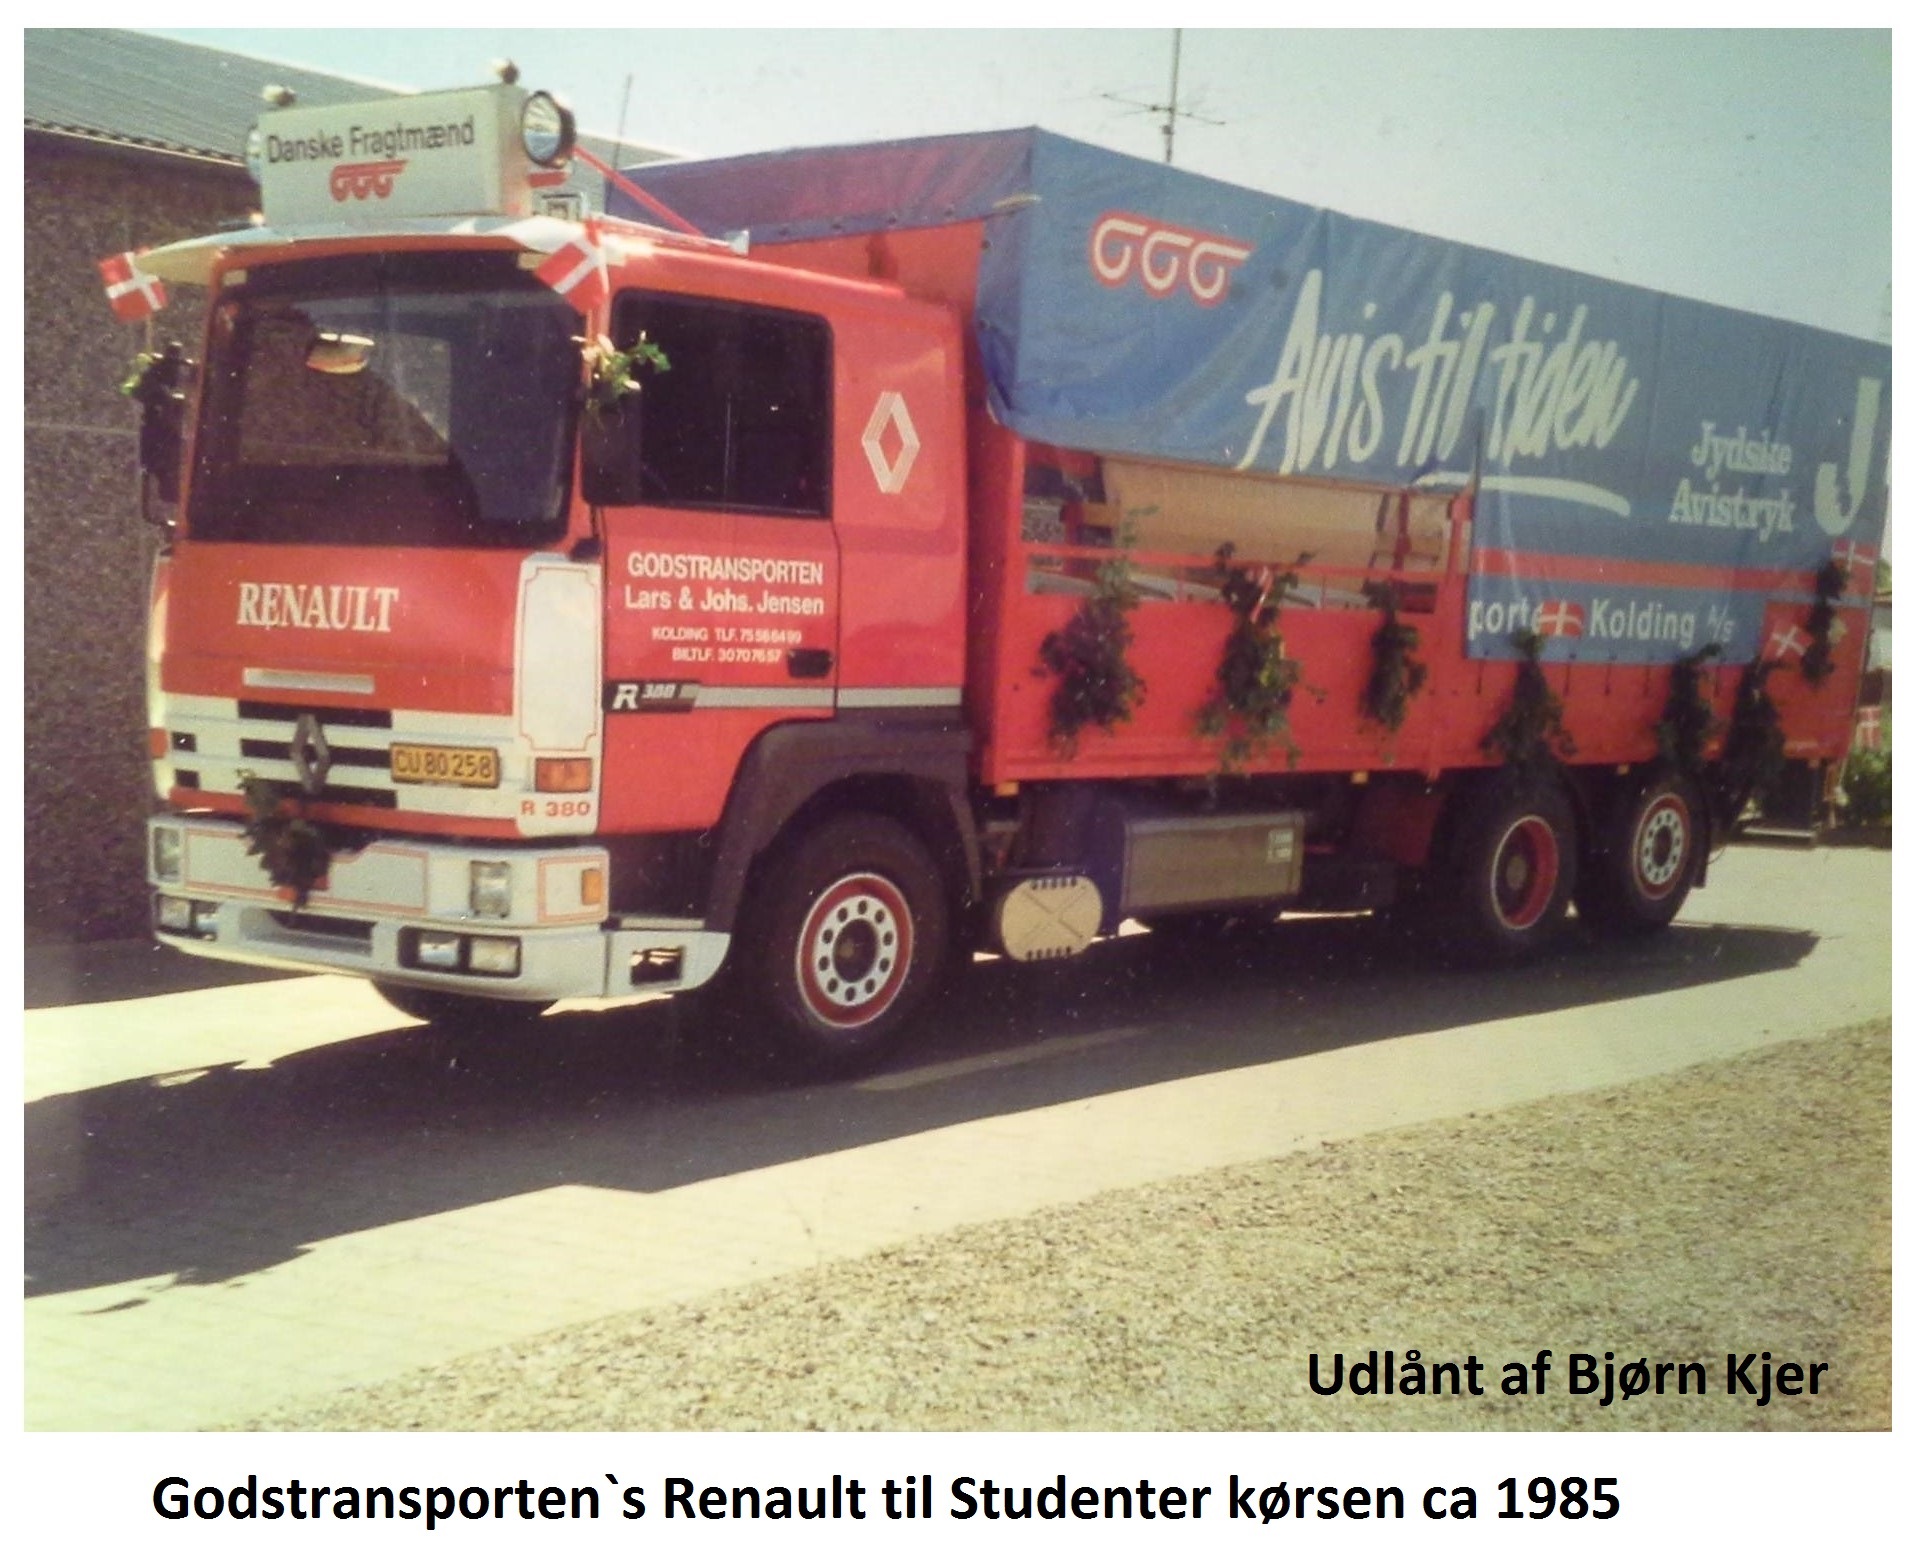 Danske Fragtmænd
Avis til tiden
Jydske
Avistryk
J
GODSTRANSPORTEN
Lars & Johs. Jensen
KOLDING TLF. 75566499
BILTLF. 30707657
porte Kolding A/S
RENAULT
R 380
CU 80 258
R 380
Udlånt af Bjørn Kjer
Godstransporten`s Renault til Studenter kørsen ca 1985